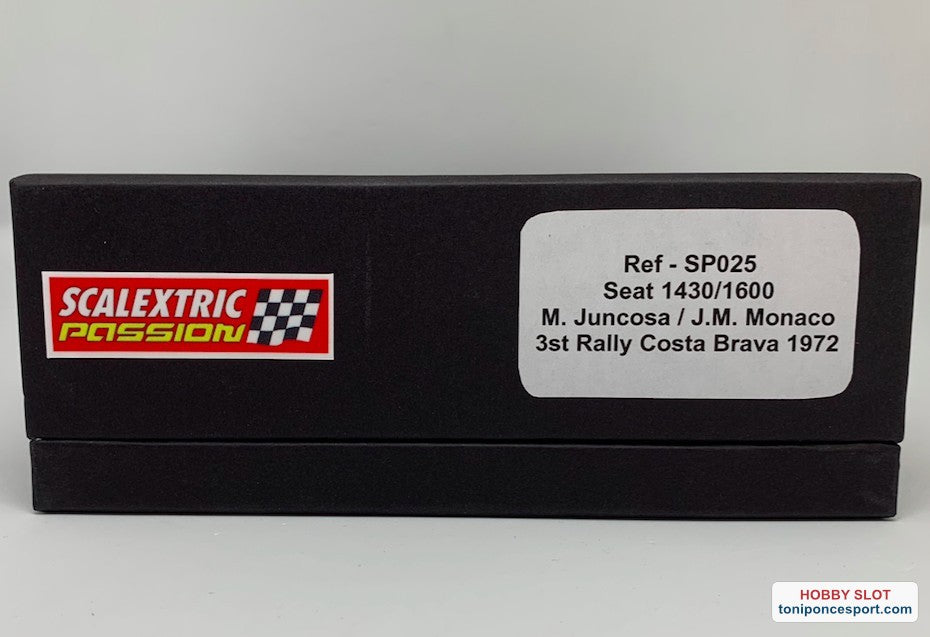 SCALEXTRIC
PASSION
Ref - SP025
Seat 1430/1600
M. Juncosa / J.M. Monaco
3st Rally Costa Brava 1972
HOBBY SLOT
toniponcesport.com